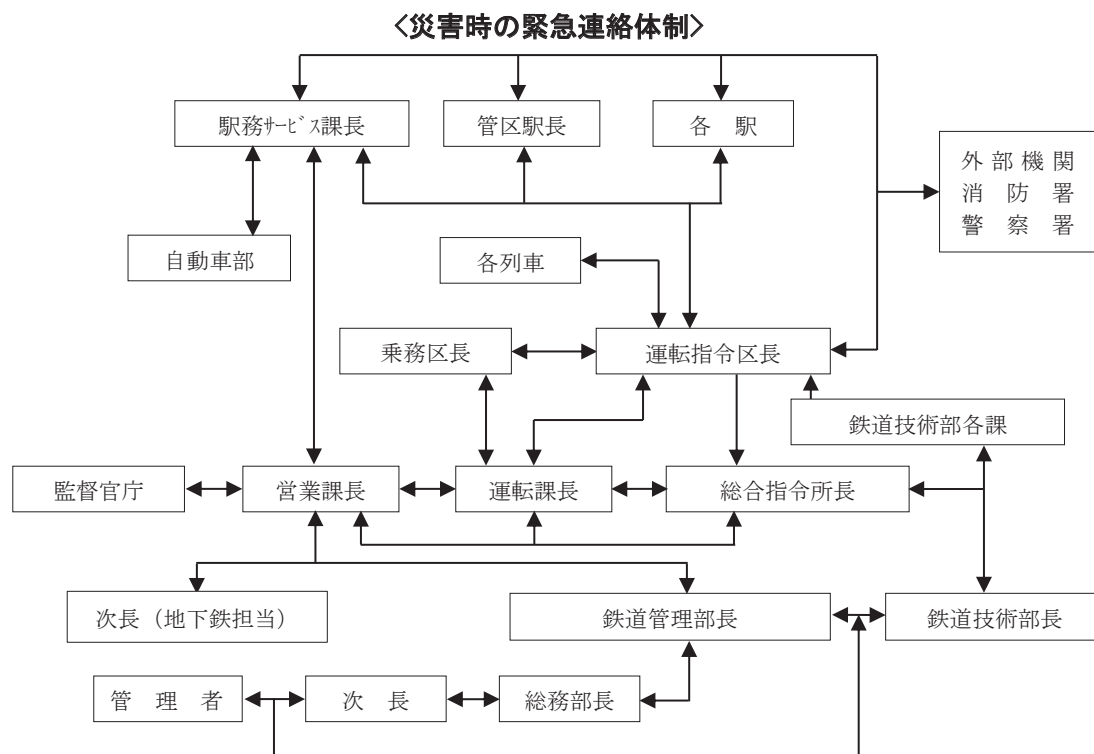 <災害時の緊急連絡体制>
駅務ｻｰﾋﾞｽ課長
管区駅長
各 駅
外部機関
消防署
警察署
自動車部
各列車
乗務区長
運転指令区長
鉄道技術部各課
監督官庁
営業課長
運転課長
総合指令所長
次長（地下鉄担当）
鉄道管理部長
鉄道技術部長
管 理 者
次 長
総務部長